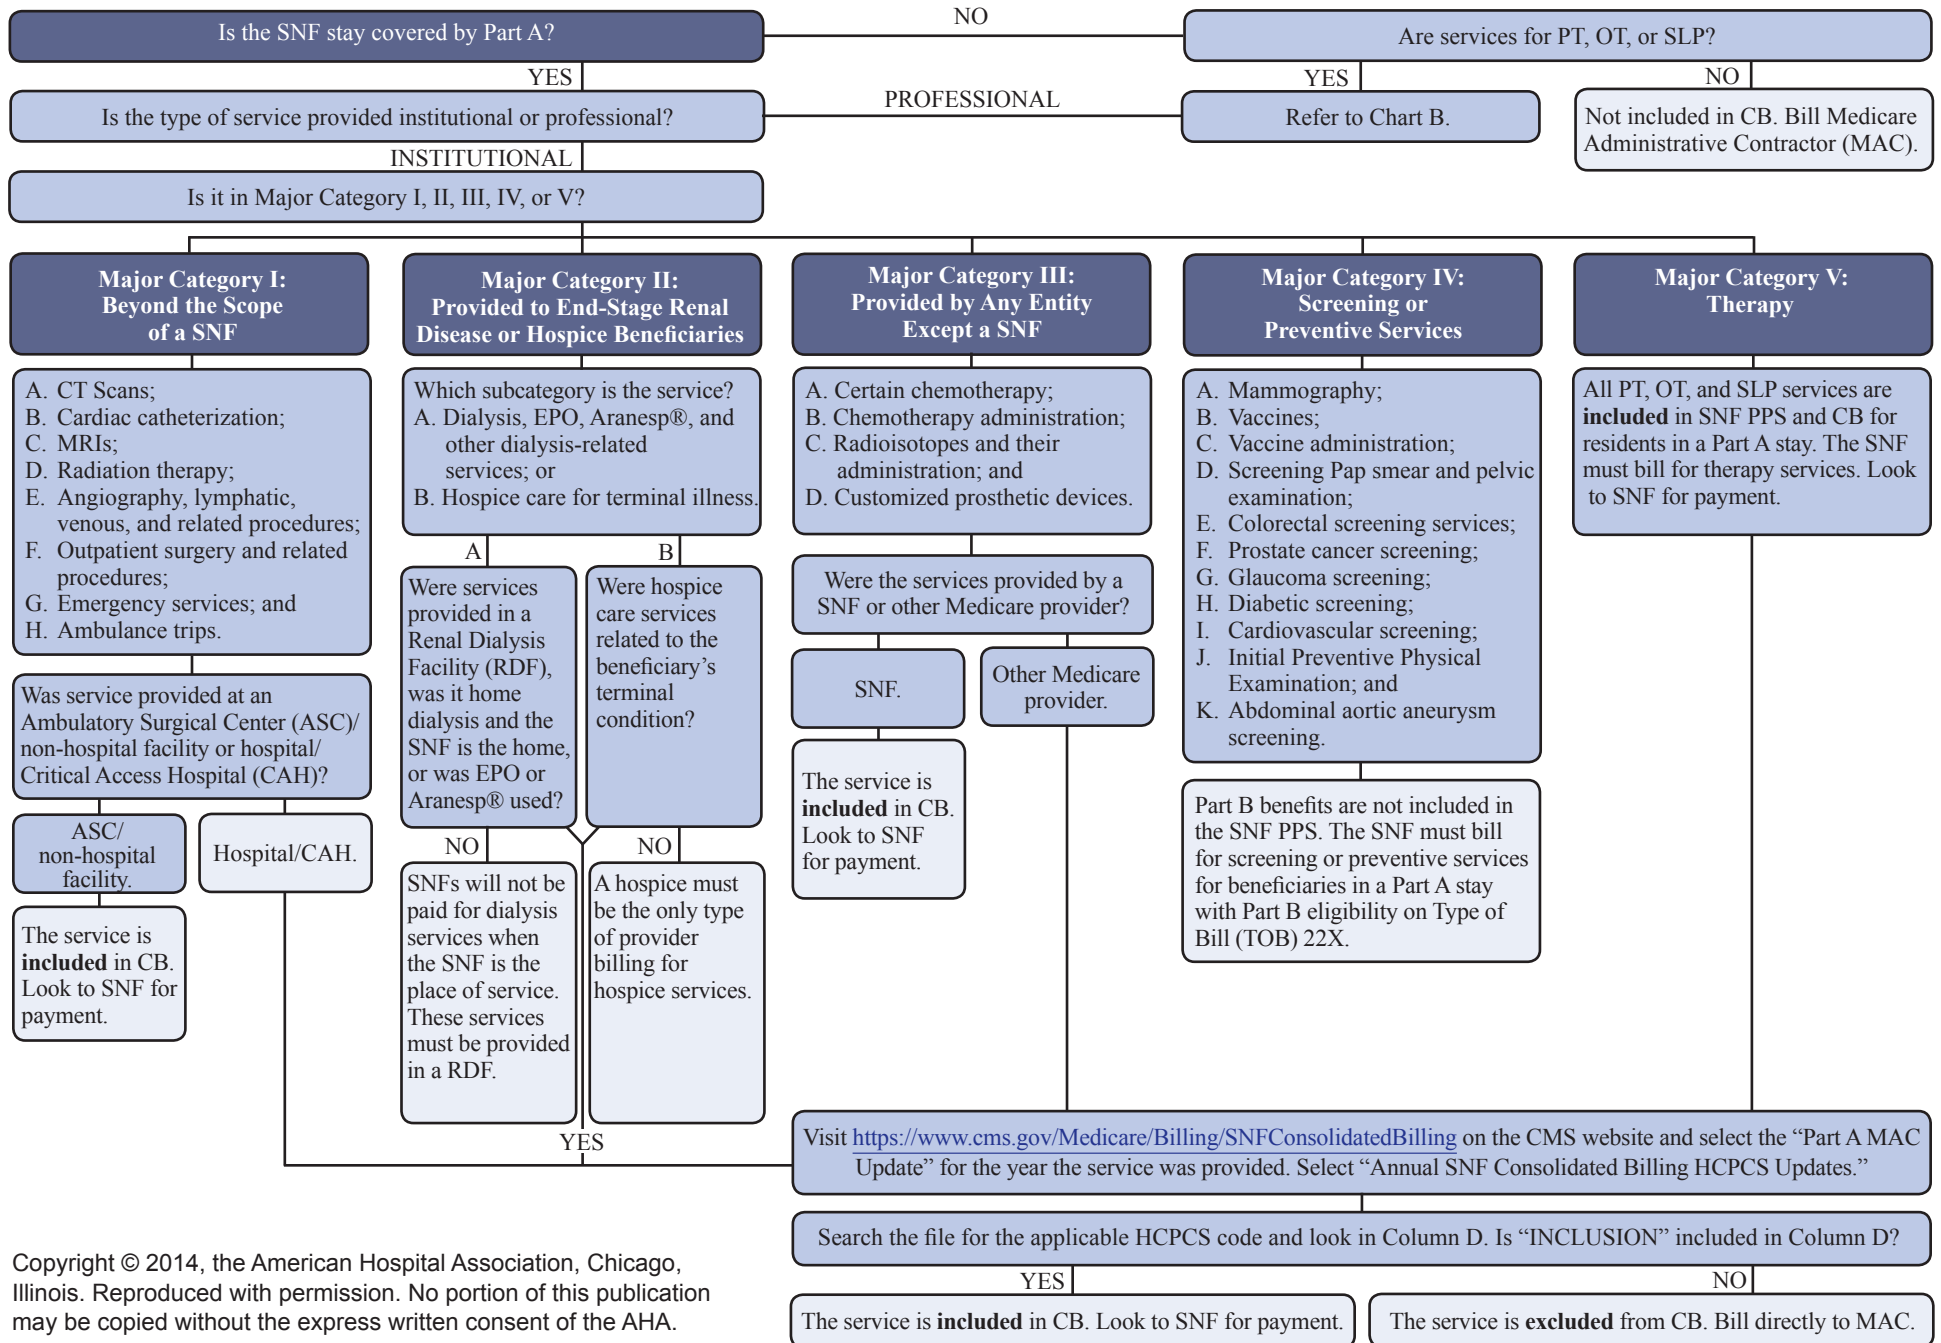 Is the SNF stay covered by Part A?
NO
Are services for PT, OT, or SLP?
YES
YES
NO
Is the type of service provided institutional or professional?
PROFESSIONAL
Refer to Chart B.
Not included in CB. Bill Medicare
Administrative Contractor (MAC).
INSTITUTIONAL
Is it in Major Category I, II, III, IV, or V?
Major Category I:
Beyond the Scope
of a SNF
A. CT Scans;
B. Cardiac catheterization;
C. MRIs;
D. Radiation therapy;
E. Angiography, lymphatic,
venous, and related procedures;
F. Outpatient surgery and related
procedures;
G. Emergency services; and
H. Ambulance trips.
Was service provided at an
Ambulatory Surgical Center (ASC)/
non-hospital facility or hospital/
Critical Access Hospital (CAH)?
ASC/
non-hospital
facility.
Hospital/CAH.
The service is
included in CB.
Look to SNF for
payment.
Major Category II:
Provided to End-Stage Renal
Disease or Hospice Beneficiaries
Which subcategory is the service?
A. Dialysis, EPO, Aranesp®, and
other dialysis-related
services; or
B. Hospice care for terminal illness.
A
B
Were services
provided in a
Renal Dialysis
Facility (RDF),
was it home
dialysis and the
SNF is the home,
or was EPO or
Aranesp® used?
Were hospice
care services
related to the
beneficiary's
terminal
condition?
NO
NO
SNFs will not be
paid for dialysis
services when
the SNF is the
place of service.
These services
must be provided
in a RDF.
A hospice must
be the only type
of provider
billing for
hospice services.
YES
Major Category III:
Provided by Any Entity
Except a SNF
A. Certain chemotherapy;
B. Chemotherapy administration;
C. Radioisotopes and their
administration; and
D. Customized prosthetic devices.
Were the services provided by a
SNF or other Medicare provider?
SNF.
Other Medicare
provider.
The service is
included in CB.
Look to SNF
for payment.
Major Category IV:
Screening or
Preventive Services
A. Mammography;
B. Vaccines;
C. Vaccine administration;
D. Screening Pap smear and pelvic
examination;
E. Colorectal screening services;
F. Prostate cancer screening;
G. Glaucoma screening;
H. Diabetic screening;
I. Cardiovascular screening;
J. Initial Preventive Physical
Examination; and
K. Abdominal aortic aneurysm
screening.
Part B benefits are not included in
the SNF PPS. The SNF must bill
for screening or preventive services
for beneficiaries in a Part A stay
with Part B eligibility on Type of
Bill (TOB) 22X.
Major Category V:
Therapy
All PT, OT, and SLP services are
included in SNF PPS and CB for
residents in a Part A stay. The SNF
must bill for therapy services. Look
to SNF for payment.
Visit https://www.cms.gov/Medicare/Billing/SNFConsolidatedBilling on the CMS website and select the “Part A MAC
Update” for the year the service was provided. Select “Annual SNF Consolidated Billing HCPCS Updates.”
Search the file for the applicable HCPCS code and look in Column D. Is “INCLUSION” included in Column D?
YES
NO
The service is included in CB. Look to SNF for payment.
The service is excluded from CB. Bill directly to MAC.
Copyright © 2014, the American Hospital Association, Chicago,
Illinois. Reproduced with permission. No portion of this publication
may be copied without the express written consent of the AHA.